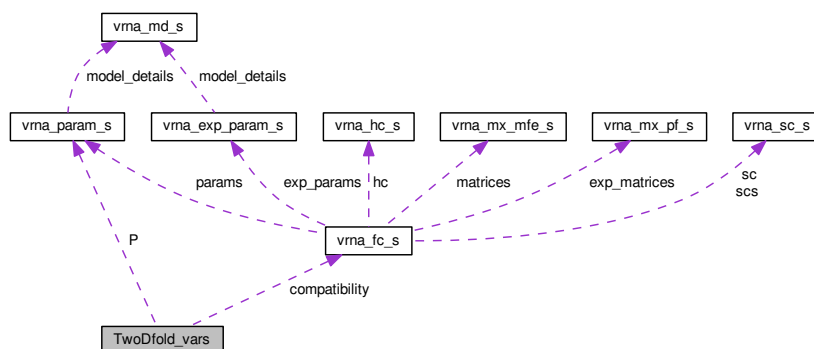 vrna_md_s
model_details
model_details
vrna_param_s
vrna_exp_param_s
vrna_hc_s
vrna_mx_mfe_s
vrna_mx_pf_s
vrna_sc_s
params
exp_params
hc
matrices
exp_matrices
sc
scs
P
vrna_fc_s
compatibility
TwoDfold_vars